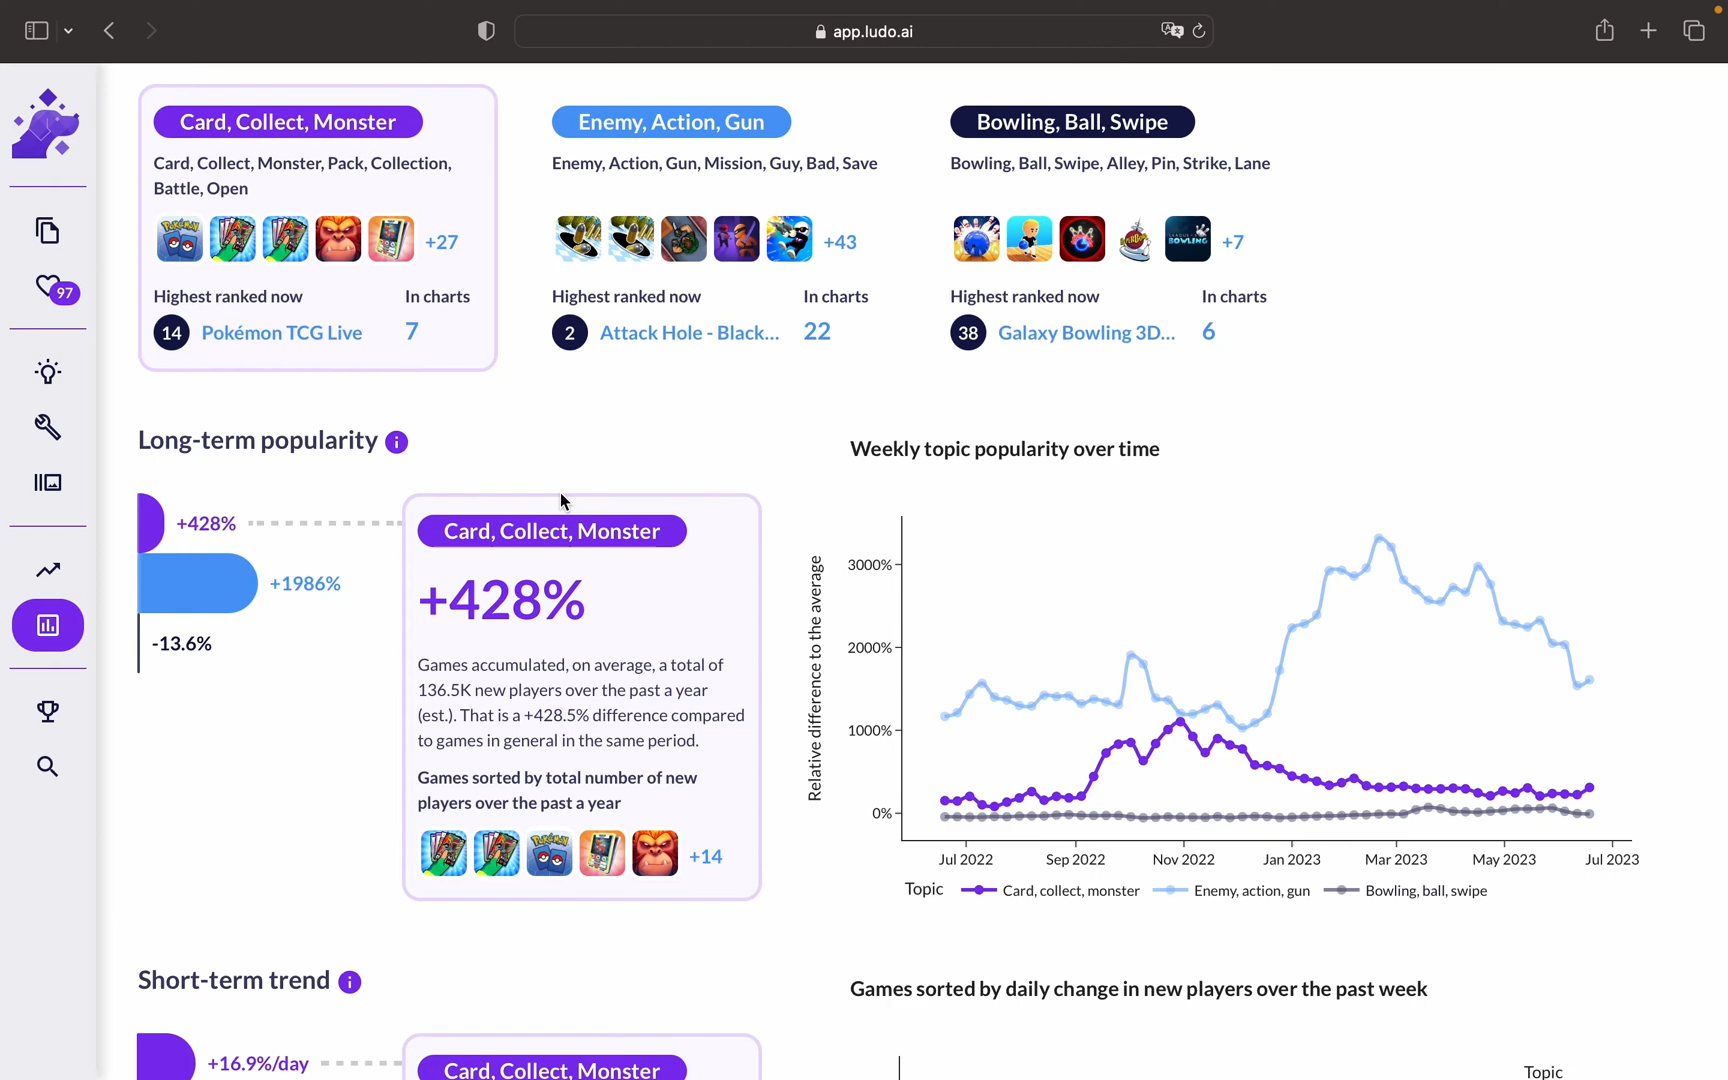 app.ludo.ai
Card, Collect, Monster
Card, Collect, Monster, Pack, Collection,
Battle, Open
+27
Highest ranked now
In charts
14
Pokémon TCG Live
7
Enemy, Action, Gun
Enemy, Action, Gun, Mission, Guy, Bad, Save
+43
Highest ranked now
In charts
2
Attack Hole - Black...
22
Bowling, Ball, Swipe
Bowling, Ball, Swipe, Alley, Pin, Strike, Lane
+7
Highest ranked now
In charts
38
Galaxy Bowling 3D...
6
97
Long-term popularity
+428%
+1986%
-13.6%
Card, Collect, Monster
+428%
Games accumulated, on average, a total of
136.5K new players over the past a year
(est.). That is a +428.5% difference compared
to games in general in the same period.
Games sorted by total number of new
players over the past a year
+14
Weekly topic popularity over time
Relative difference to the average
3000%
2000%
1000%
0%
Jul 2022
Sep 2022
Nov 2022
Jan 2023
Mar 2023
May 2023
Jul 2023
Topic
Card, collect, monster
Enemy, action, gun
Bowling, ball, swipe
Short-term trend
+16.9%/day
Card, Collect, Monster
Games sorted by daily change in new players over the past week
Topic